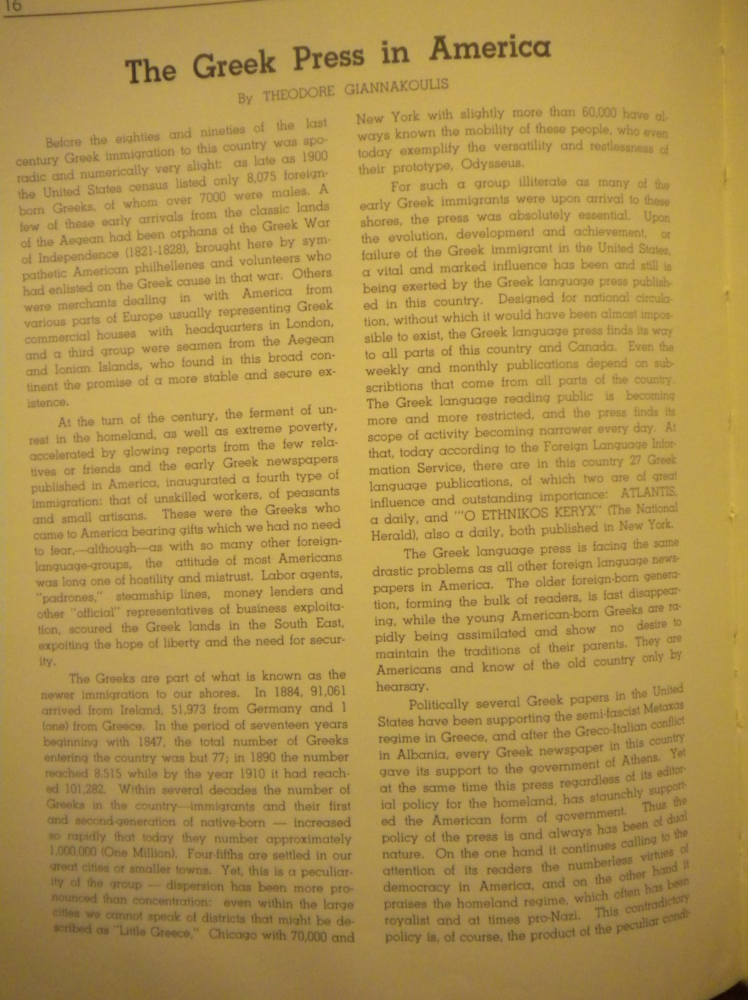 16
The Greek Press in America
By THEODORE GIANNAKOULIS
Before the eighties and nineties of the last
century Greek immigration to this country was spo-
radic and numerically very slight: as late as 1900
the United States census listed only 8,075 foreign-
born Greeks, of whom over 7000 were males. A
few of these early arrivals from the classic lands
of the Aegean had been orphans of the Greek War
of Independence (1821-1828), brought here by sym-
pathetic American philhellenes and volunteers who
had enlisted on the Greek cause in that war. Others
were merchants dealing in with America from
various parts of Europe usually representing Greek
commercial houses with headquarters in London,
and a third group were seamen from the Aegean
and Ionian Islands, who found in this broad con-
tinent the promise of a more stable and secure ex-
istence.
At the turn of the century, the ferment of un-
rest in the homeland, as well as extreme poverty,
accelerated by glowing reports from the few rela-
tives or friends and the early Greek newspapers
published in America, inaugurated a fourth type of
immigration: that of unskilled workers, of peasants
and small artisans. These were the Greeks who
came to America bearing gifts which we had no need
to fear,—although—as with so many other foreign-
language-groups, the attitude of most Americans
was long one of hostility and mistrust. Labor agents,
"padrones," steamship lines, money lenders and
other "official" representatives of business exploita-
tion, scoured the Greek lands in the South East,
expoiting the hope of liberty and the need for secur-
ity.
The Greeks are part of what is known as the
newer immigration to our shores. In 1884, 91,061
arrived from Ireland, 51,973 from Germany and 1
(one) from Greece. In the period of seventeen years
beginning with 1847, the total number of Greeks
entering the country was but 77; in 1890 the number
reached 8,515 while by the year 1910 it had reach-
ed 101,282. Within several decades the number of
Greeks in the country—immigrants and their first
and second-generation of native-born — increased
so rapidly that today they number approximately
1,000,000 (One Million). Four-fifths are settled in our
great cities or smaller towns. Yet, this is a peculiar-
ity of the group — dispersion has been more pro-
nounced than concentration: even within the large
cities we cannot speak of districts that might be de-
scribed as "Little Greece," Chicago with 70,000 and
New York with slightly more than 60,000 have al-
ways known the mobility of these people, who even
today exemplify the versatility and restlessness of
their prototype, Odysseus.
For such a group illiterate as many of the
early Greek immigrants were upon arrival to these
shores, the press was absolutely essential. Upon
the evolution, development and achievement, or
failure of the Greek immigrant in the United States,
a vital and marked influence has been and still is
being exerted by the Greek language press publish-
ed in this country. Designed for national circula-
tion, without which it would have been almost impos-
sible to exist, the Greek language press finds its way
to all parts of this country and Canada. Even the
weekly and monthly publications depend on sub-
scribtions that come from all parts of the country.
The Greek language reading public is becoming
more and more restricted, and the press finds its
scope of activity becoming narrower every day. At
that, today according to the Foreign Language Infor-
mation Service, there are in this country 27 Greek
language publications, of which two are of great
influence and outstanding importance: ATLANTIS,
a daily, and "'O ETHNIKOS KERYX" (The National
Herald), also a daily, both published in New York.
The Greek language press is facing the same
drastic problems as all other foreign language news-
papers in America. The older foreign-born genera-
tion, forming the bulk of readers, is fast disappear-
ing, while the young American-born Greeks are ra-
pidly being assimilated and show no desire to
maintain the traditions of their parents. They are
Americans and know of the old country only by
hearsay.
Politically several Greek papers in the United
States have been supporting the semi-fascist Metaxas
regime in Greece, and after the Greco-Italian conflict
in Albania, every Greek newspaper in this country
gave its support to the government of Athens. Yet
at the same time this press regardless of its editor-
ial policy for the homeland, has staunchly support-
ed the American form of government. Thus the
policy of the press is and always has been of dual
nature. On the one hand it continues calling to the
attention of its readers the numberless virtues of
democracy in America, and on the other hand it
praises the homeland regime, which often has been
royalist and at times pro-Nazi. This contradictory
policy is, of course, the product of the peculiar condi-